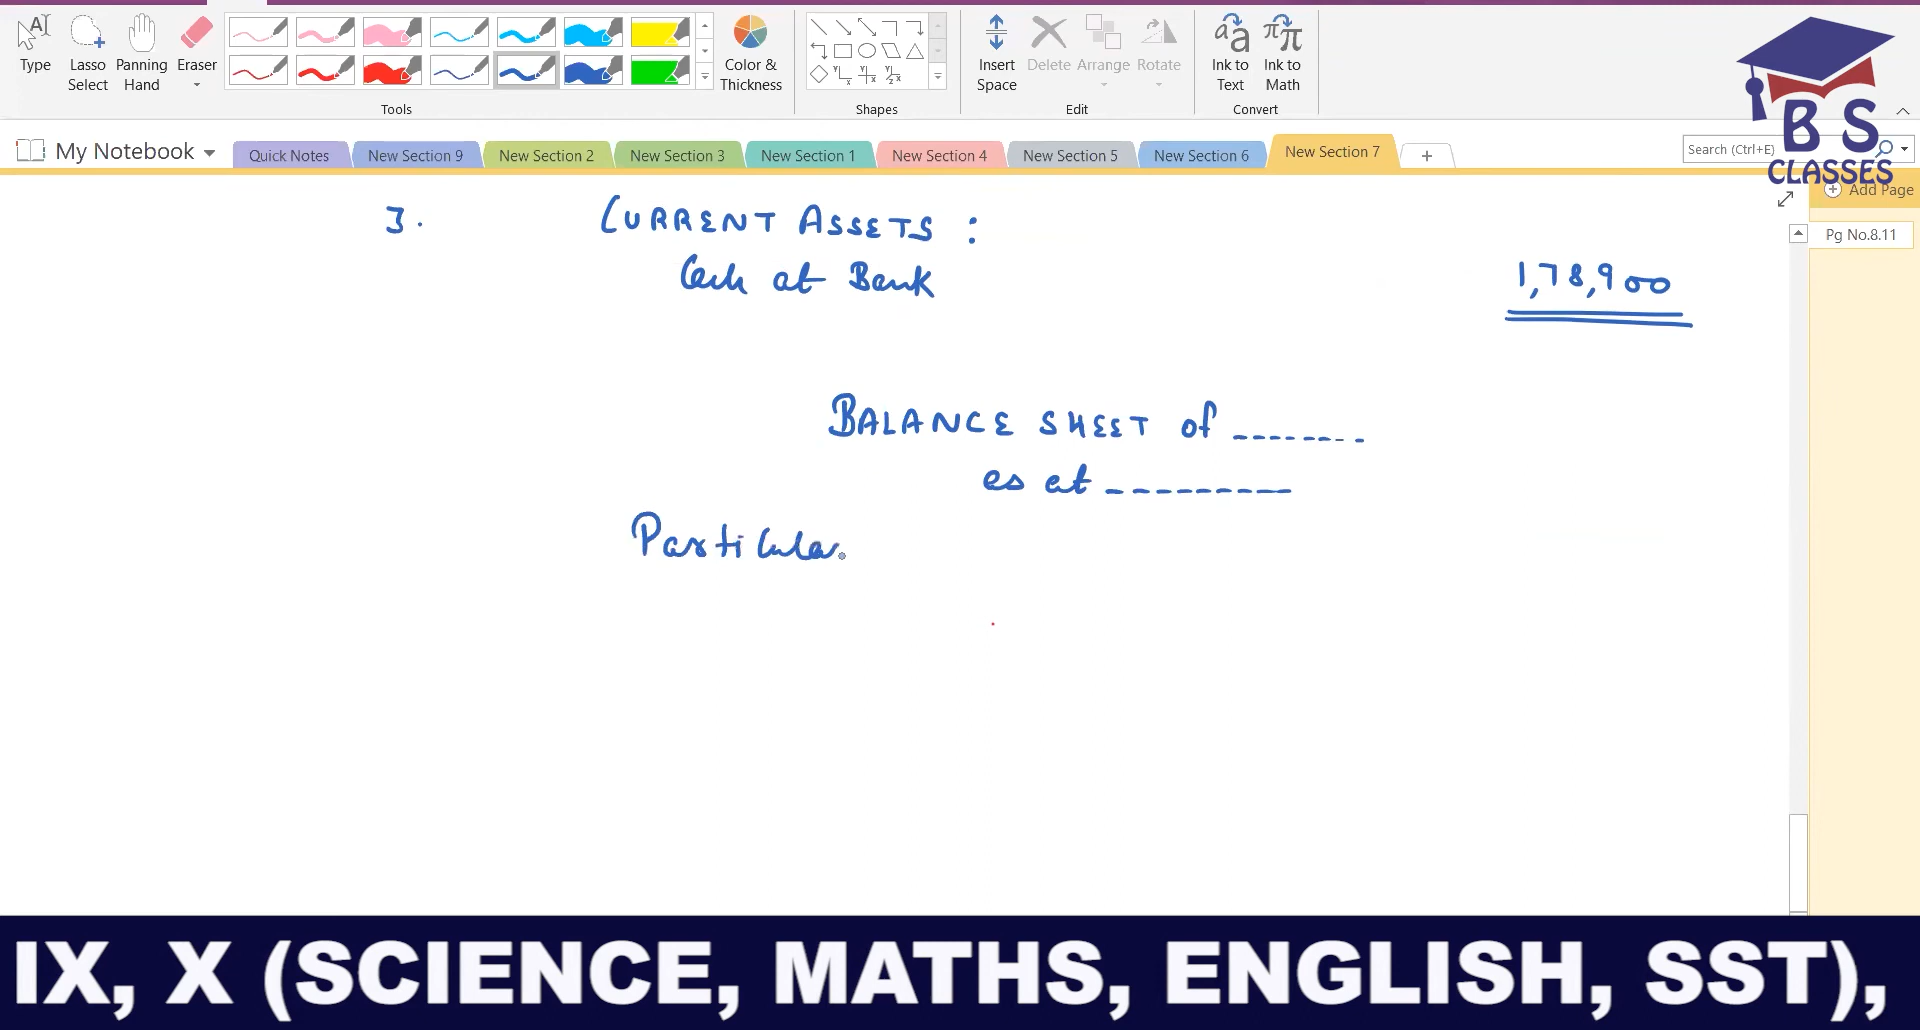 Type
Lasso Select
Panning Hand
Eraser
Color & Thickness
Insert Space
Delete
Arrange
Rotate
Ink to Text
Ink to Math
Tools
Shapes
Edit
Convert
B S
CLASSES
My Notebook
Quick Notes
New Section 9
New Section 2
New Section 3
New Section 1
New Section 4
New Section 5
New Section 6
New Section 7
Search (Ctrl+E)
Add Page
Pg No.8.11
3. CURRENT ASSETS :
Cash at Bank 1,78,900
BALANCE SHEET of --------
as at ---------
Particular
IX, X (SCIENCE, MATHS, ENGLISH, SST),